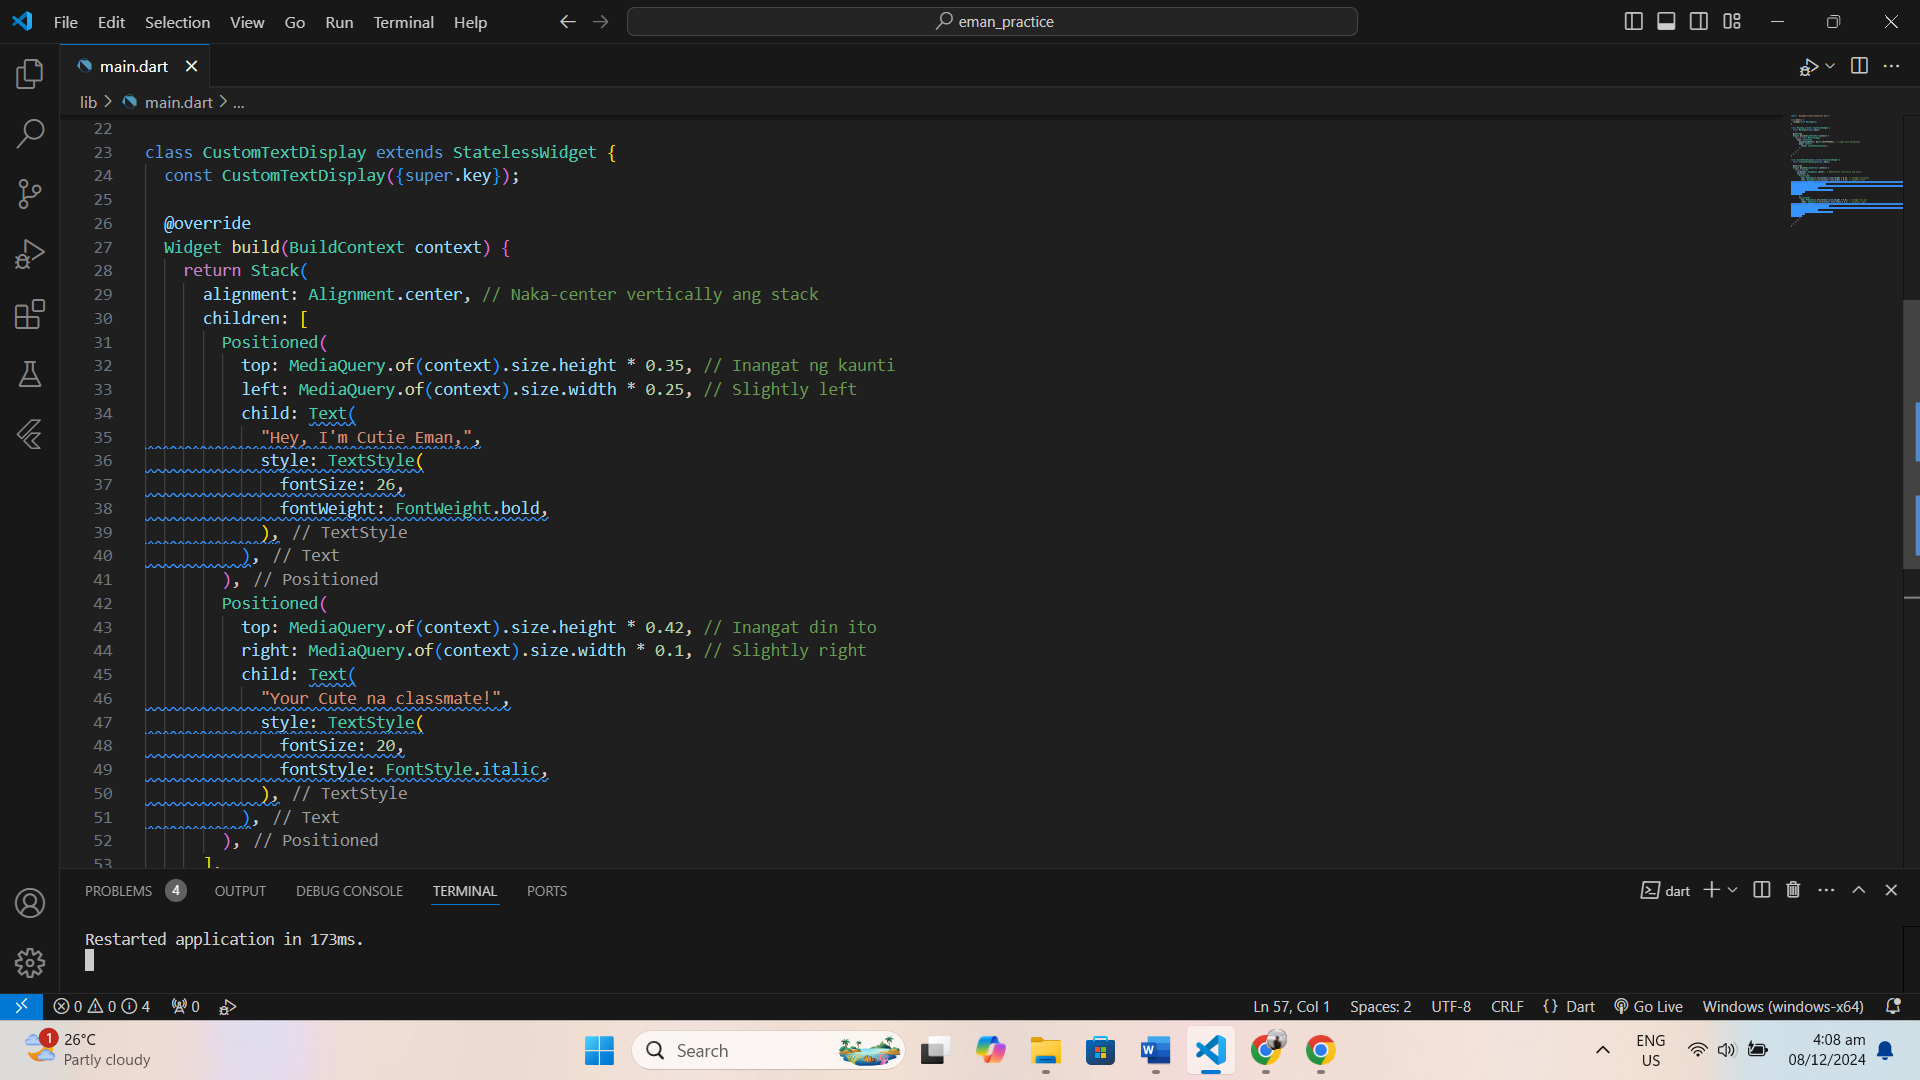 File Edit Selection View Go Run Terminal Help
eman_practice
main.dart
lib > main.dart > ...
22
23 class CustomTextDisplay extends StatelessWidget {
24 const CustomTextDisplay({super.key});
25
26 @override
27 Widget build(BuildContext context) {
28 return Stack(
29 alignment: Alignment.center, // Naka-center vertically ang stack
30 children: [
31 Positioned(
32 top: MediaQuery.of(context).size.height * 0.35, // Inangat ng kaunti
33 left: MediaQuery.of(context).size.width * 0.25, // Slightly left
34 child: Text(
35 "Hey, I'm Cutie Eman,",
36 style: TextStyle(
37 fontSize: 26,
38 fontWeight: FontWeight.bold,
39 ), // TextStyle
40 ), // Text
41 ), // Positioned
42 Positioned(
43 top: MediaQuery.of(context).size.height * 0.42, // Inangat din ito
44 right: MediaQuery.of(context).size.width * 0.1, // Slightly right
45 child: Text(
46 "Your Cute na classmate!",
47 style: TextStyle(
48 fontSize: 20,
49 fontStyle: FontStyle.italic,
50 ), // TextStyle
51 ), // Text
52 ), // Positioned
53 ],
PROBLEMS 4 OUTPUT DEBUG CONSOLE TERMINAL PORTS
dart
Restarted application in 173ms.
0 0 4 0
Ln 57, Col 1 Spaces: 2 UTF-8 CRLF {} Dart Go Live Windows (windows-x64)
1
26°C
Partly cloudy
Search
ENG
US
4:08 am
08/12/2024